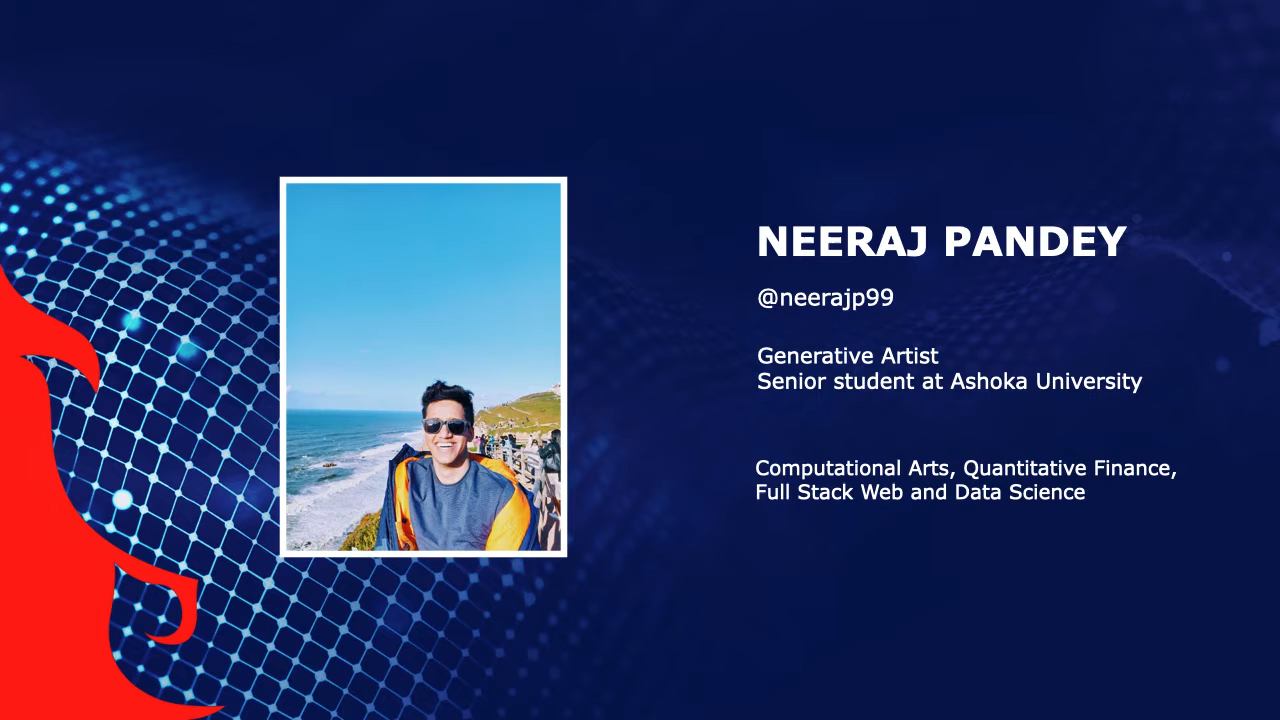 NEERAJ PANDEY
@neerajp99
Generative Artist
Senior student at Ashoka University
Computational Arts, Quantitative Finance,
Full Stack Web and Data Science